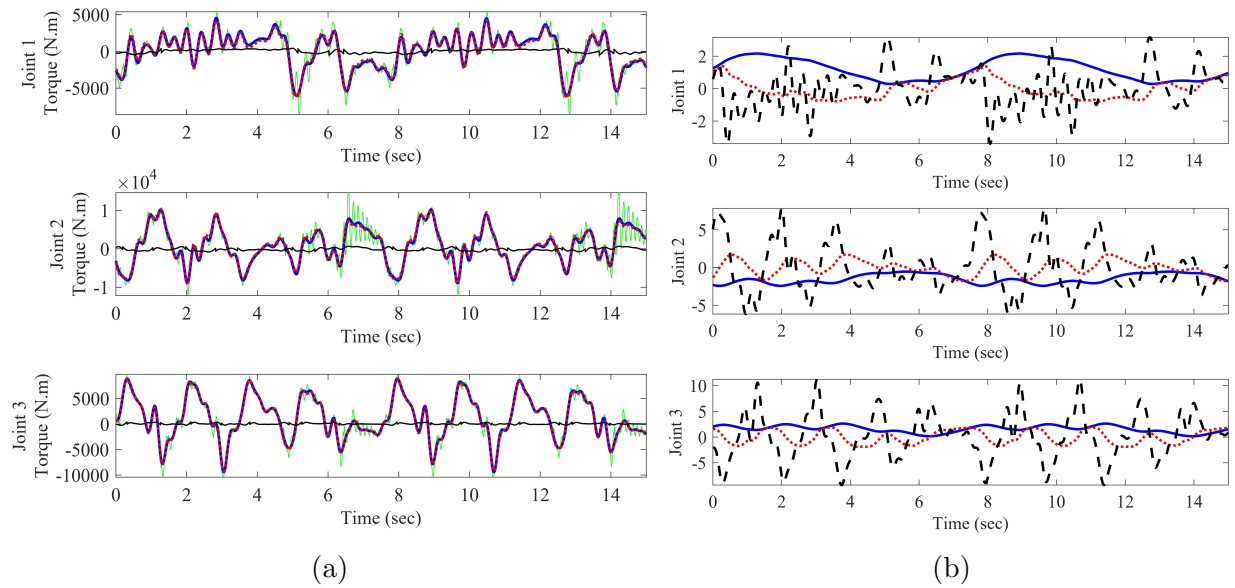 Joint 1
Torque (N.m)
5000
0
-5000
0 2 4 6 8 10 12 14
Time (sec)
×10⁴
Joint 2
Torque (N.m)
1
0
-1
0 2 4 6 8 10 12 14
Time (sec)
Joint 3
Torque (N.m)
5000
0
-5000
-10000
0 2 4 6 8 10 12 14
Time (sec)
(a)
Joint 1
2
0
-2
0 2 4 6 8 10 12 14
Time (sec)
Joint 2
5
0
-5
0 2 4 6 8 10 12 14
Time (sec)
Joint 3
10
5
0
-5
0 2 4 6 8 10 12 14
Time (sec)
(b)